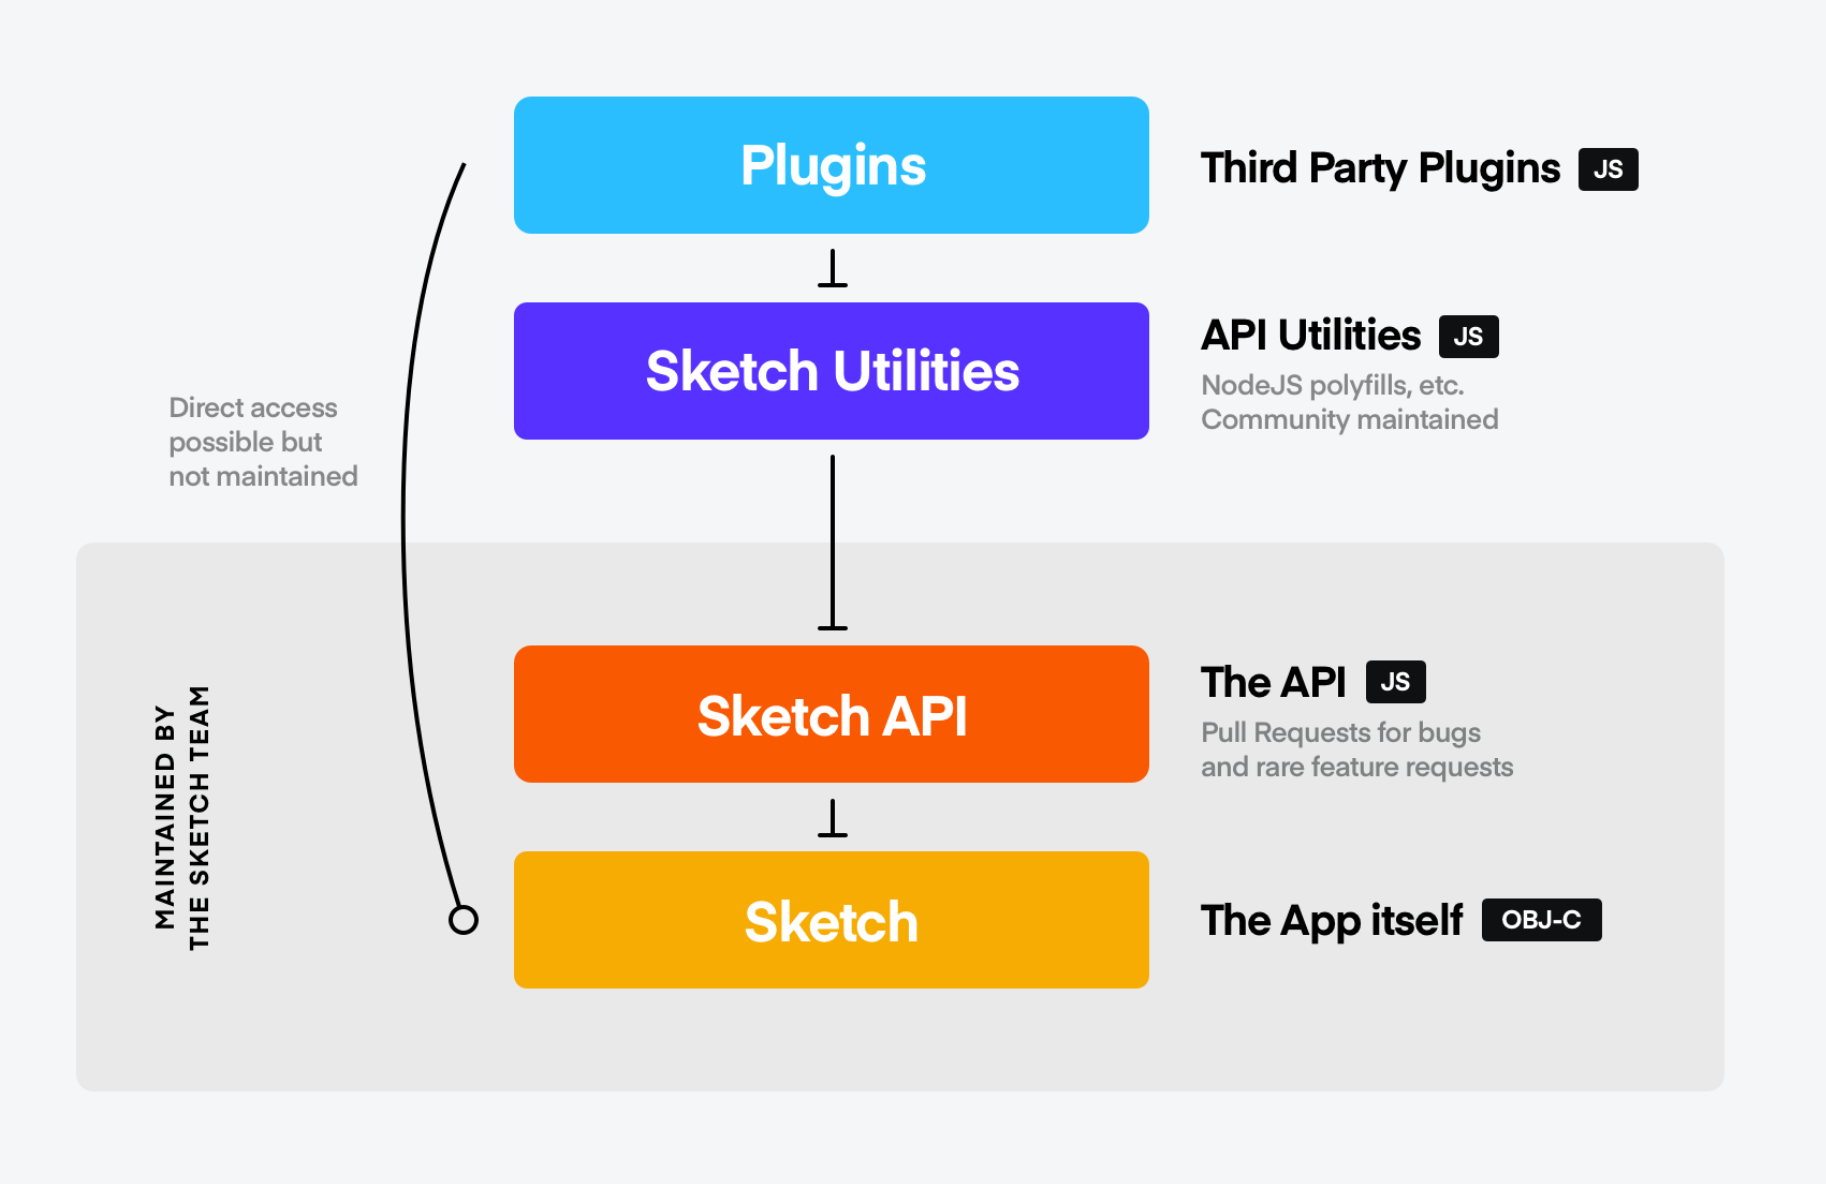 Plugins
Third Party Plugins JS
Sketch Utilities
API Utilities JS
NodeJS polyfills, etc.
Community maintained
Direct access
possible but
not maintained
MAINTAINED BY
THE SKETCH TEAM
Sketch API
The API JS
Pull Requests for bugs
and rare feature requests
Sketch
The App itself OBJ-C